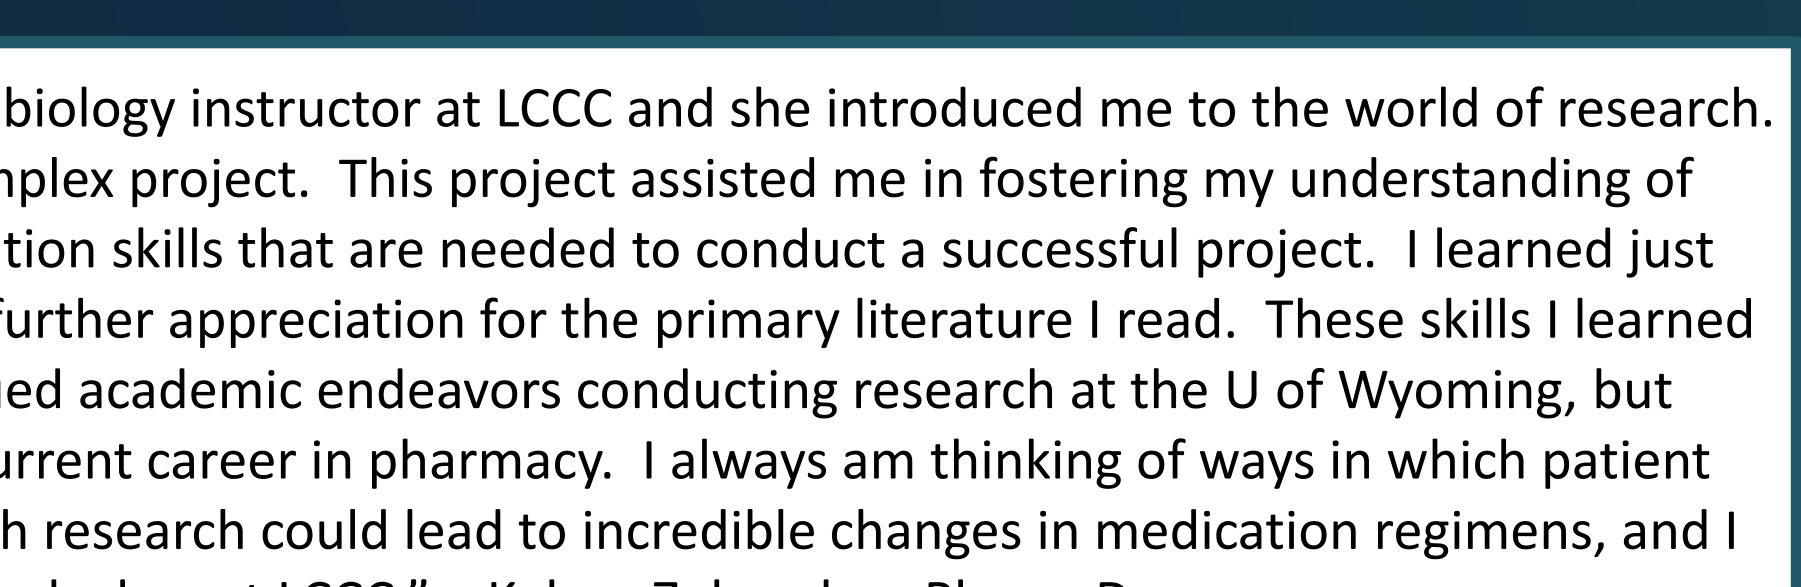 biology instructor at LCCC and she introduced me to the world of research.
mplex project.  This project assisted me in fostering my understanding of
tion skills that are needed to conduct a successful project.  I learned just
further appreciation for the primary literature I read.  These skills I learned
ued academic endeavors conducting research at the U of Wyoming, but
urrent career in pharmacy.  I always am thinking of ways in which patient
h research could lead to incredible changes in medication regimens, and I
LCCC.”